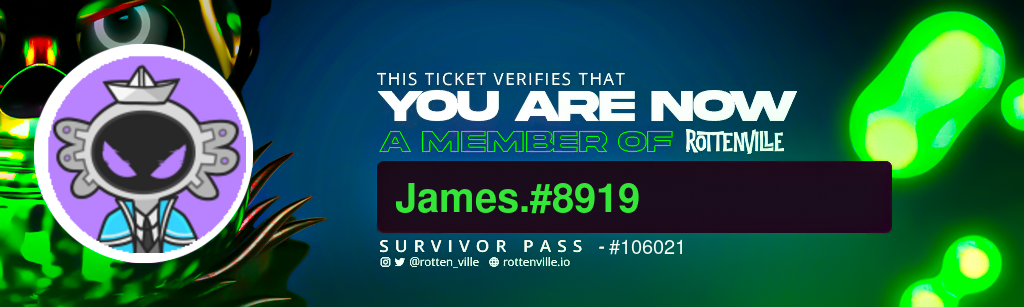 THIS TICKET VERIFIES THAT
YOU ARE NOW
A MEMBER OF ROTTENVILLE
James.#8919
SURVIVOR PASS - #106021
@rotten_ville rottenville.io